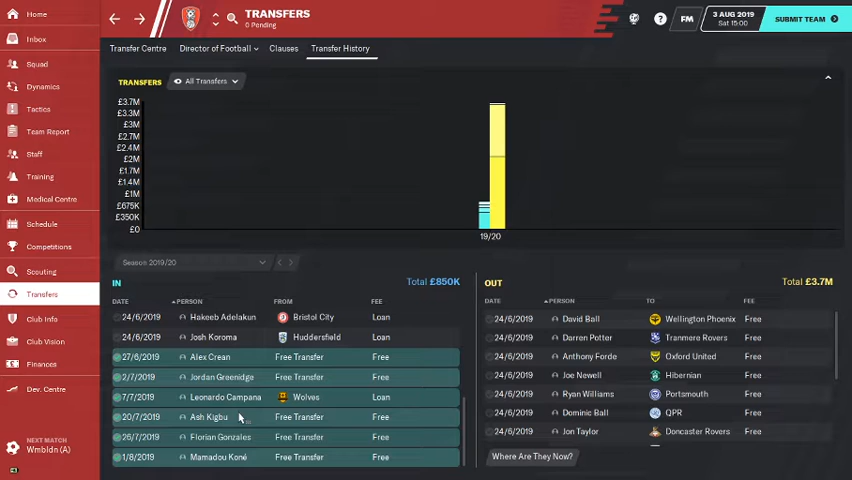 Home
Inbox
Squad
Dynamics
Tactics
Team Report
Staff
Training
Medical Centre
Schedule
Competitions
Scouting
Transfers
Club Info
Club Vision
Finances
Dev. Centre
NEXT MATCH
Wmbldn (A)
TRANSFERS
0 Pending
? FM
3 AUG 2019
Sat 15:00
SUBMIT TEAM
Transfer Centre Director of Football Clauses Transfer History
TRANSFERS All Transfers
£3.7M
£3.3M
£3M
£2.7M
£2.4M
£2M
£1.7M
£1.4M
£1M
£675K
£350K
£0
19/20
Season 2019/20
IN Total £850K
DATE PERSON FROM FEE
24/6/2019 Hakeeb Adelakun Bristol City Loan
24/6/2019 Josh Koroma Huddersfield Loan
27/6/2019 Alex Crean Free Transfer Free
2/7/2019 Jordan Greenidge Free Transfer Free
7/7/2019 Leonardo Campana Wolves Loan
20/7/2019 Ash Kigbu Free Transfer Free
26/7/2019 Florian Gonzales Free Transfer Free
1/8/2019 Mamadou Koné Free Transfer Free
OUT Total £3.7M
DATE PERSON TO FEE
24/6/2019 David Ball Wellington Phoenix Free
24/6/2019 Darren Potter Tranmere Rovers Free
24/6/2019 Anthony Forde Oxford United Free
24/6/2019 Joe Newell Hibernian Free
24/6/2019 Ryan Williams Portsmouth Free
24/6/2019 Dominic Ball QPR Free
24/6/2019 Jon Taylor Doncaster Rovers Free
Where Are They Now?